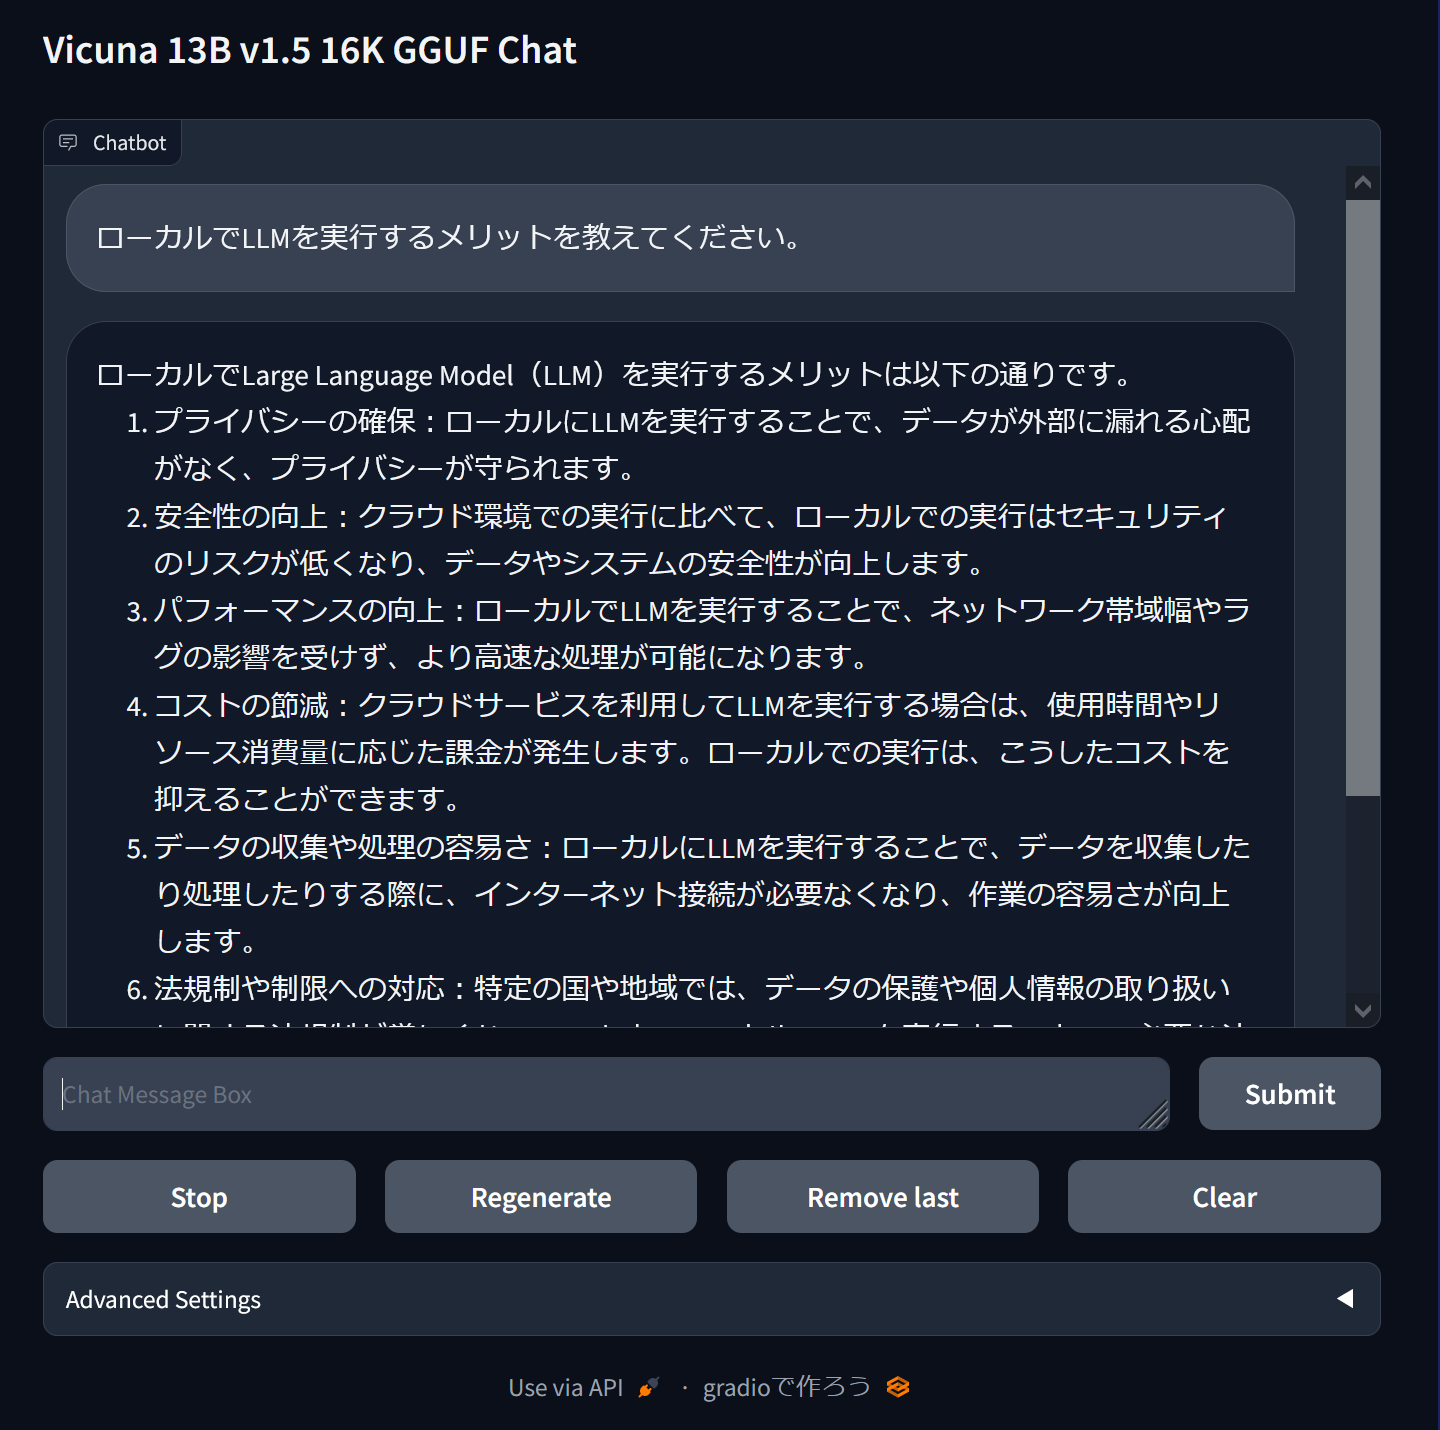 Vicuna 13B v1.5 16K GGUF Chat
Chatbot
ローカルでLLMを実行するメリットを教えてください。
ローカルでLarge Language Model（LLM）を実行するメリットは以下の通りです。
1. プライバシーの確保：ローカルにLLMを実行することで、データが外部に漏れる心配
がなく、プライバシーが守られます。
2. 安全性の向上：クラウド環境での実行に比べて、ローカルでの実行はセキュリティ
のリスクが低くなり、データやシステムの安全性が向上します。
3. パフォーマンスの向上：ローカルでLLMを実行することで、ネットワーク帯域幅やラ
グの影響を受けず、より高速な処理が可能になります。
4. コストの節減：クラウドサービスを利用してLLMを実行する場合は、使用時間やリ
ソース消費量に応じた課金が発生します。ローカルでの実行は、こうしたコストを
抑えることができます。
5. データの収集や処理の容易さ：ローカルにLLMを実行することで、データを収集した
り処理したりする際に、インターネット接続が必要なくなり、作業の容易さが向上
します。
6. 法規制や制限への対応：特定の国や地域では、データの保護や個人情報の取り扱い
Chat Message Box
Submit
Stop
Regenerate
Remove last
Clear
Advanced Settings
Use via API · gradioで作ろう